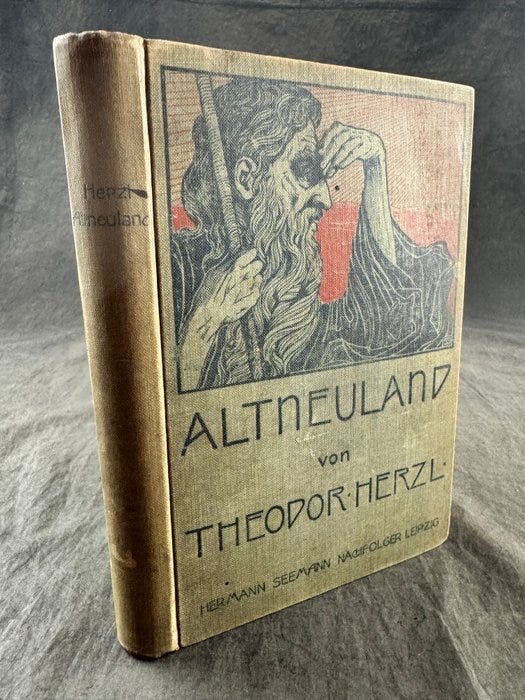 Herzl
Altneuland
ALTNEULAND
von
THEODOR·HERZL·
HERMANN SEEMANN NACHFOLGER LEIPZIG